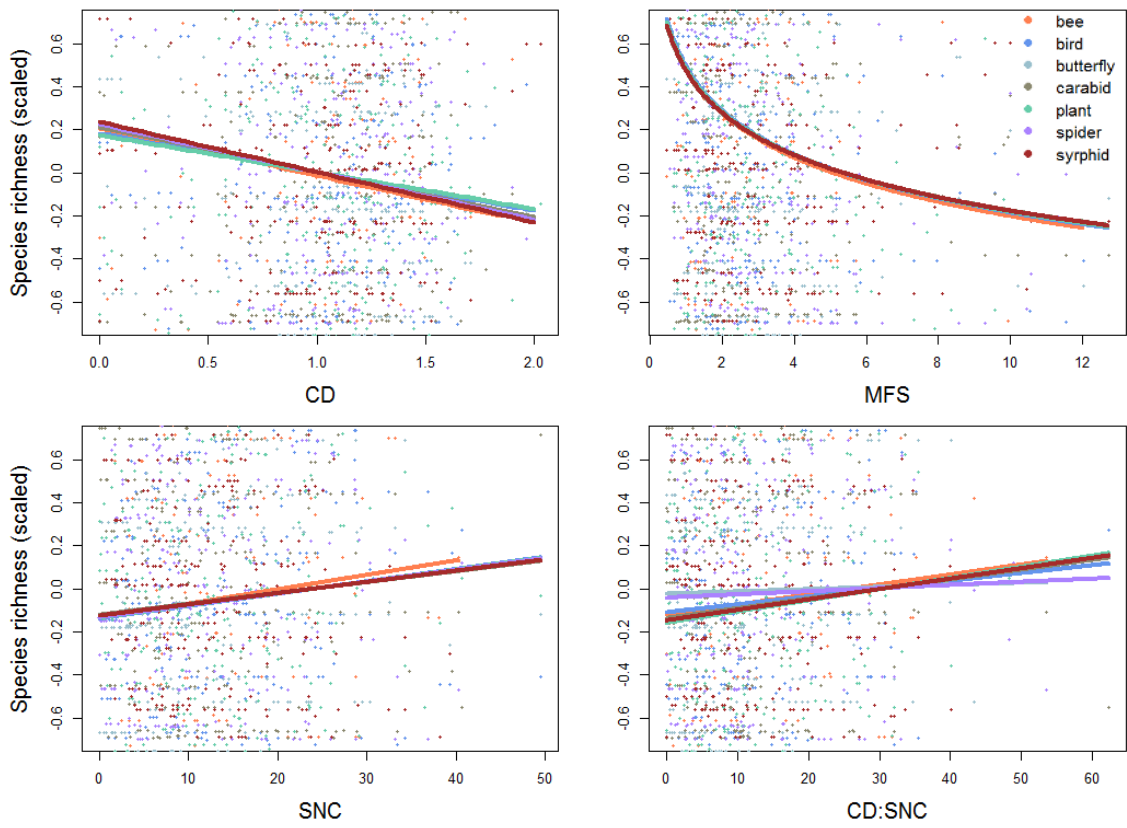 Species richness (scaled)
0.6
0.4
0.2
0.0
-0.2
-0.4
-0.6
0.0 0.5 1.0 1.5 2.0
CD
0.6
0.4
0.2
0.0
-0.2
-0.4
-0.6
bee
bird
butterfly
carabid
plant
spider
syrphid
0 2 4 6 8 10 12
MFS
Species richness (scaled)
0.6
0.4
0.2
0.0
-0.2
-0.4
-0.6
0 10 20 30 40 50
SNC
0.6
0.4
0.2
0.0
-0.2
-0.4
-0.6
0 10 20 30 40 50 60
CD:SNC